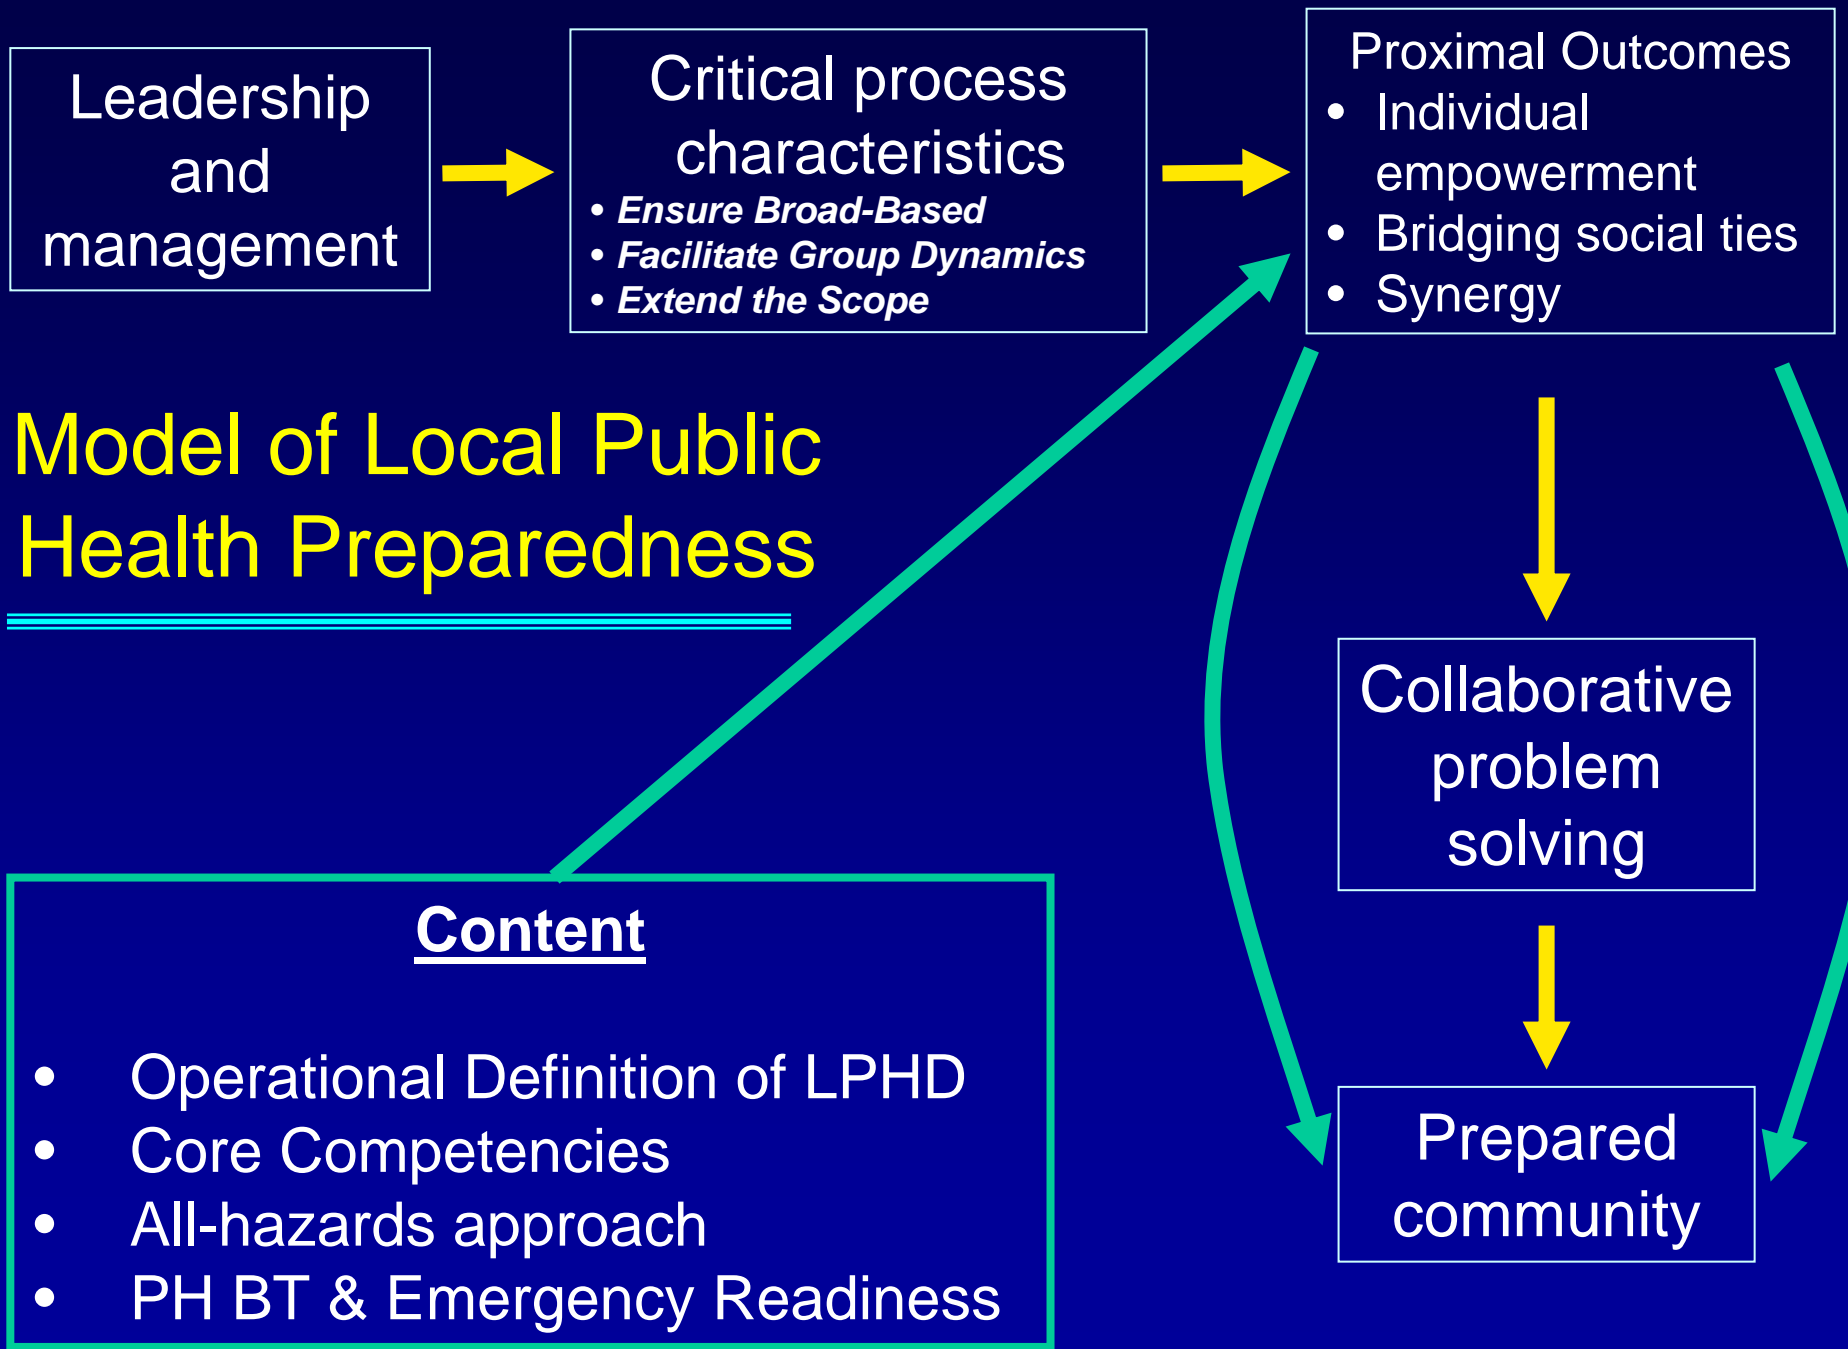 Leadership
and
management
Critical process
characteristics
• Ensure Broad-Based
• Facilitate Group Dynamics
• Extend the Scope
Proximal Outcomes
• Individual
empowerment
• Bridging social ties
• Synergy
Model of Local Public
Health Preparedness
Collaborative
problem
solving
Content
• Operational Definition of LPHD
• Core Competencies
• All-hazards approach
• PH BT & Emergency Readiness
Prepared
community